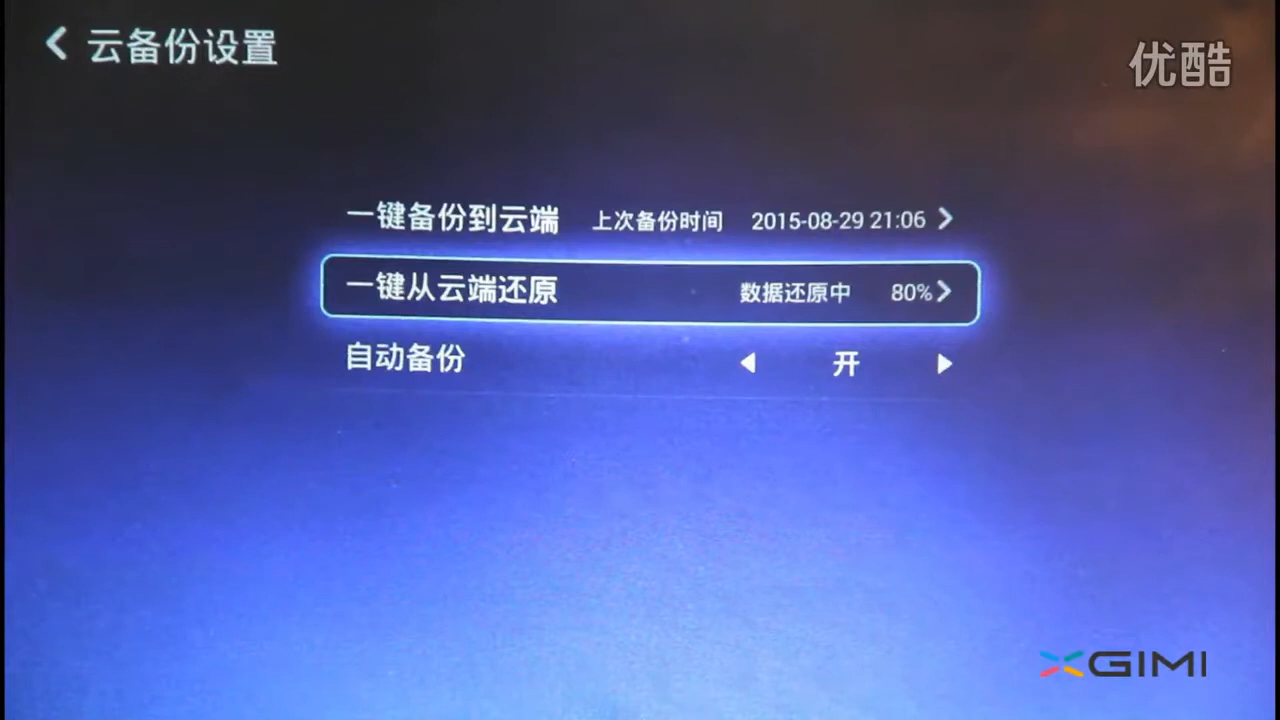 云备份设置
优酷
一键备份到云端 上次备份时间 2015-08-29 21:06
一键从云端还原 数据还原中 80%
自动备份 开
XGIMI